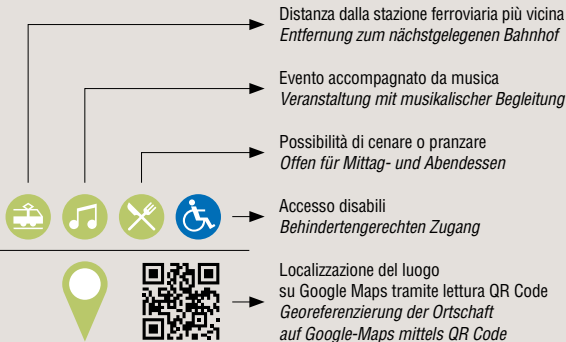 Distanza dalla stazione ferroviaria più vicina
Entfernung zum nächstgelegenen Bahnhof
Evento accompagnato da musica
Veranstaltung mit musikalischer Begleitung
Possibilità di cenare o pranzare
Offen für Mittag- und Abendessen
Accesso disabili
Behindertengerechten Zugang
Localizzazione del luogo
su Google Maps tramite lettura QR Code
Georeferenzierung der Ortschaft
auf Google-Maps mittels QR Code